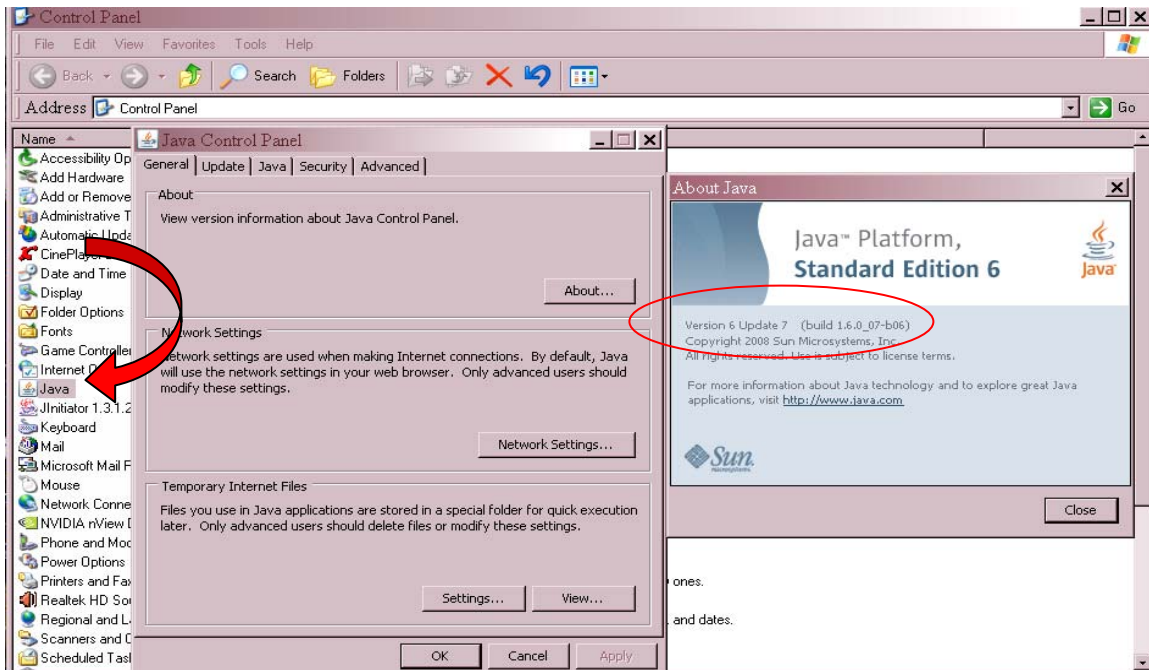 Control Panel
File Edit View Favorites Tools Help
Back Search Folders
Address Control Panel Go
Name
Accessibility Op
Add Hardware
Add or Remove
Administrative T
Automatic Upda
Date and Time
Display
Folder Options
Fonts
Game Controller
Internet O
Java
JInitiator 1.3.1.2
Keyboard
Mail
Microsoft Mail P
Mouse
Network Conne
NVIDIA nView D
Phone and Mod
Power Options
Printers and Fax
Realtek HD Sou
Regional and L
Scanners and C
Scheduled Task
Java Control Panel
General Update Java Security Advanced
About
View version information about Java Control Panel.
About...
Network Settings
Network settings are used when making Internet connections. By default, Java
will use the network settings in your web browser. Only advanced users should
modify these settings.
Network Settings...
Temporary Internet Files
Files you use in Java applications are stored in a special folder for quick execution
later. Only advanced users should delete files or modify these settings.
Settings... View...
OK Cancel Apply
About Java
Java™ Platform,
Standard Edition 6
Java
Version 6 Update 7 (build 1.6.0_07-b06)
Copyright 2008 Sun Microsystems, Inc.
All rights reserved. Use is subject to license terms.
For more information about Java technology and to explore great Java
applications, visit http://www.java.com
Sun
microsystems
Close
ones.
and dates.